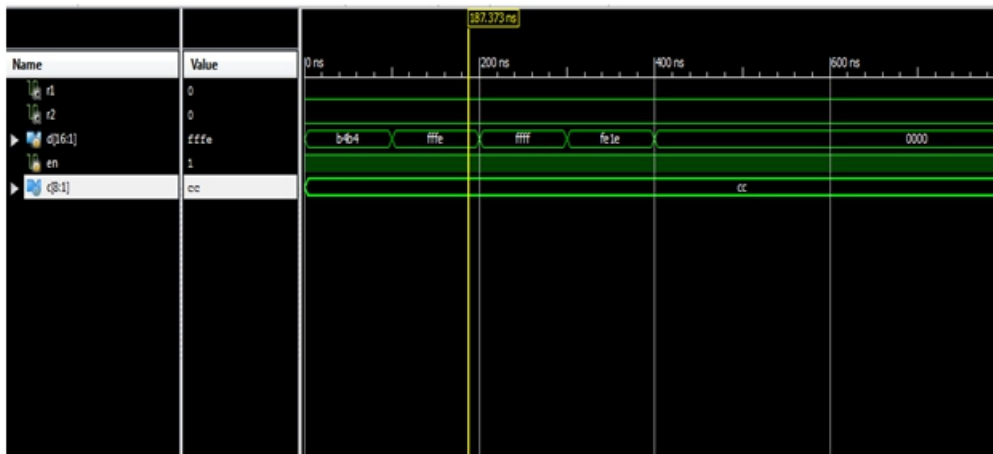 187.373 ns
Name Value 0 ns 200 ns 400 ns 600 ns
r1 0
r2 0
d[16:1] fffe b4b4 fffe ffff fe1e 0000
en 1
c[8:1] cc cc